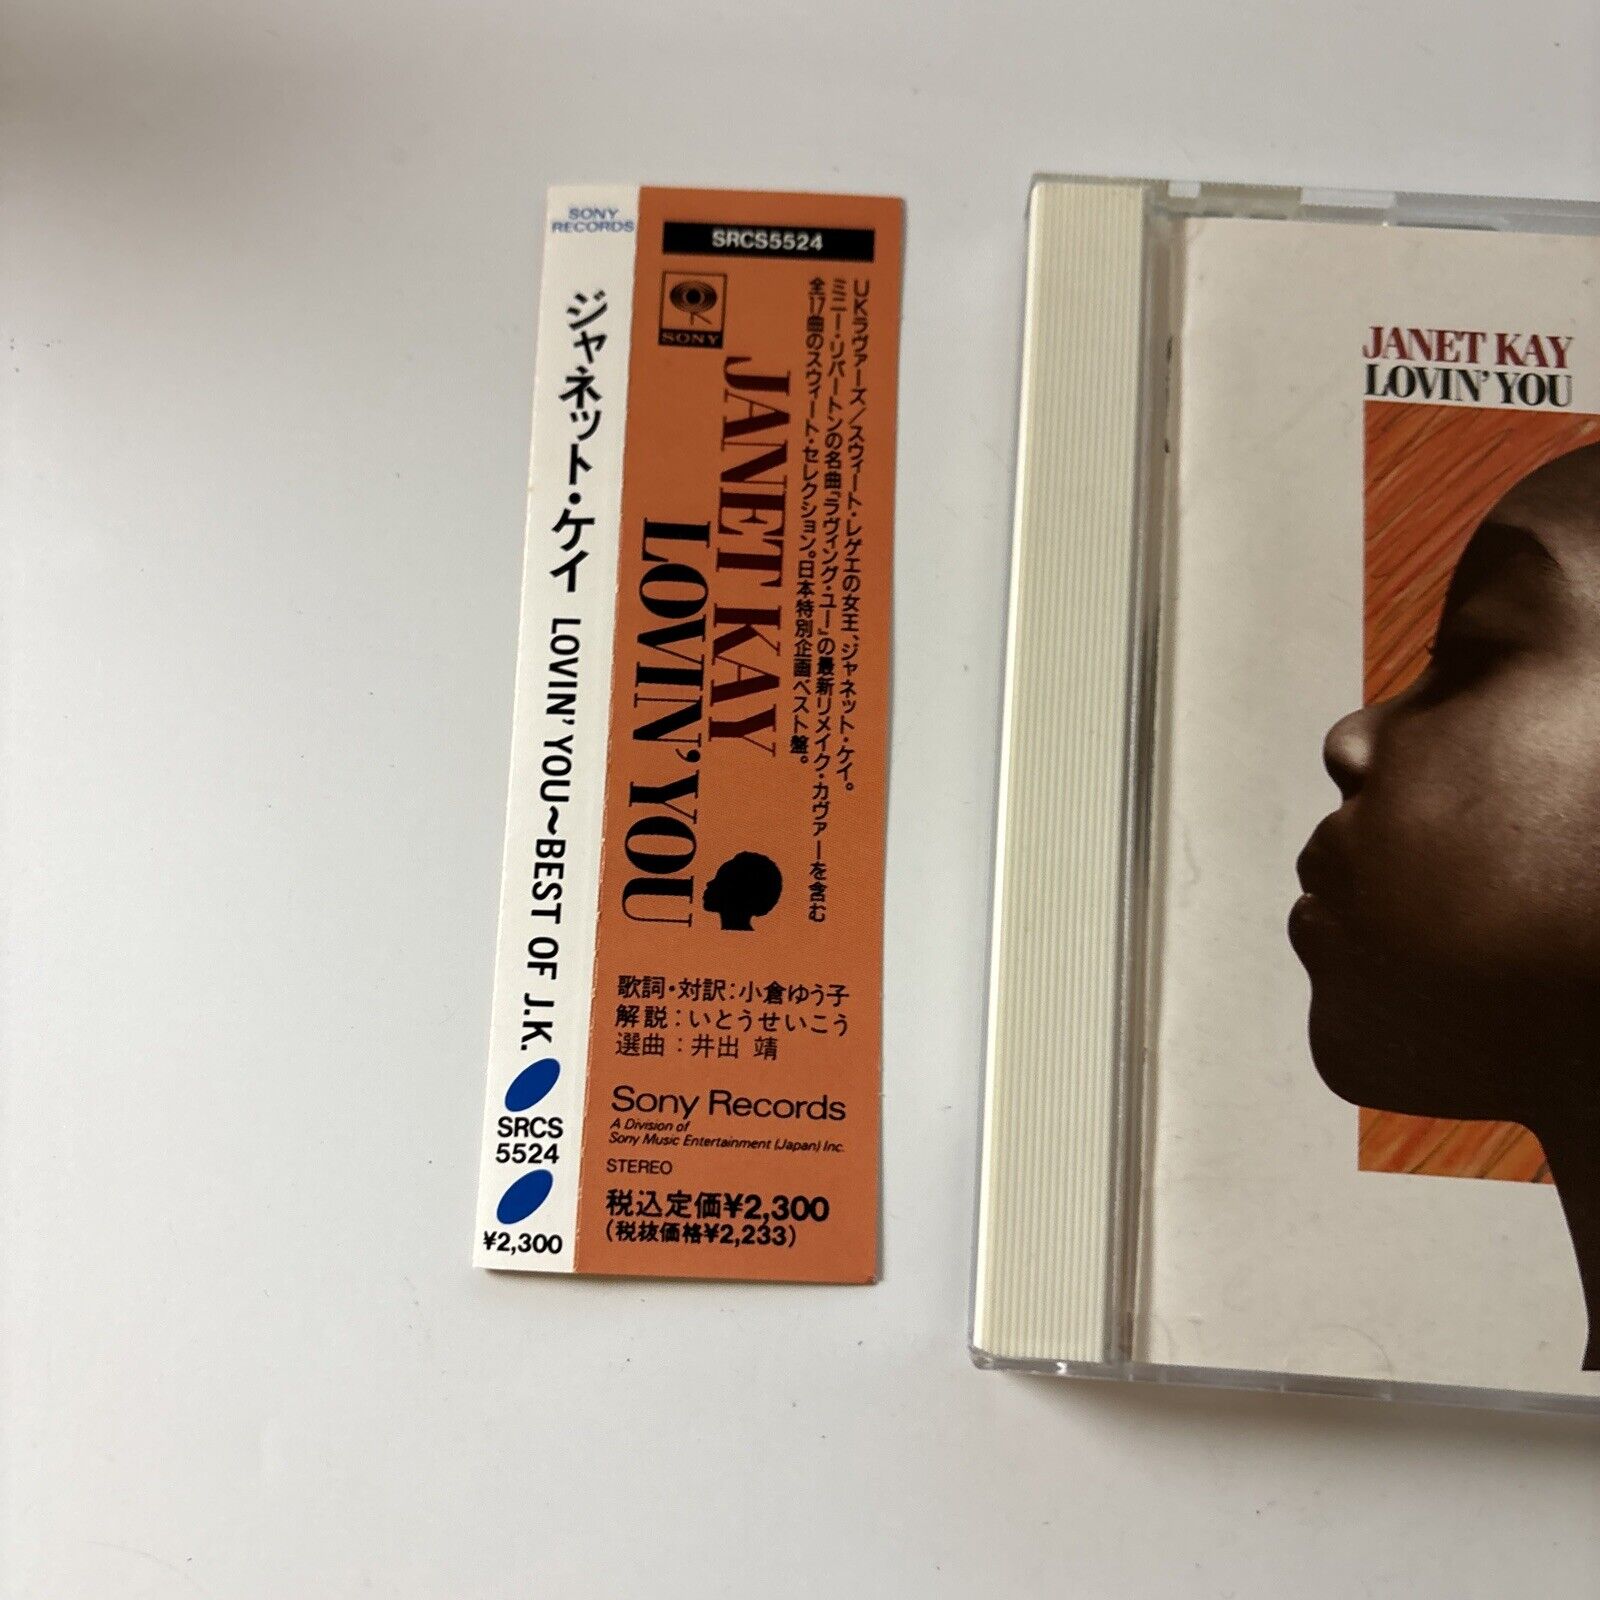 SONY
RECORDS
ジャネット・ケイ LOVIN' YOU~BEST OF J.K.
SRCS
5524
¥2,300
SRCS5524
SONY
UKラヴァーズ/スウィート・レゲエの女王、ジャネット・ケイ。
ミニー・リパートンの名曲「ラヴィング・ユー」の最新リメイク・カヴァーを含む
全17曲のスウィート・セレクション。日本特別企画ベスト盤。
JANET KAY
LOVIN' YOU
歌詞・対訳:小倉ゆう子
解説:いとうせいこう
選曲:井出 靖
Sony Records
A Division of
Sony Music Entertainment (Japan) Inc.
STEREO
税込定価¥2,300
(税抜価格¥2,233)
JANET KAY
LOVIN' YOU